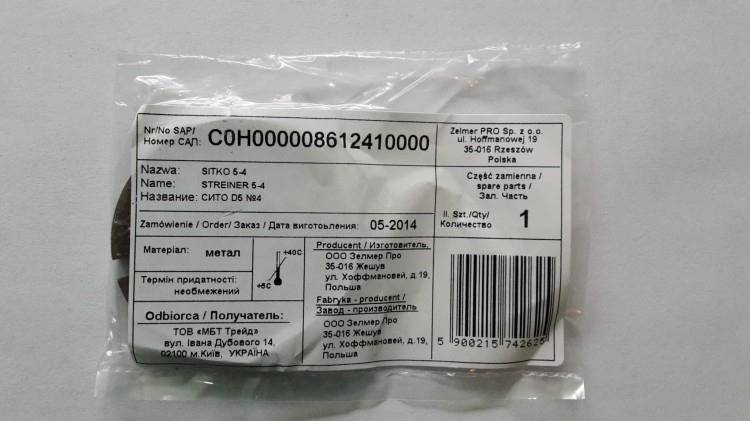 Nr/No SAP/
Номер САП: C0H000008612410000
Zelmer PRO Sp. z o.o.
ul. Hoffmanowej 19
35-016 Rzeszów
Polska
Nazwa: SITKO 5-4
Name: STREINER 5-4
Название: СИТО D5 №4
Część zamienna /
spare parts /
Зал. Часть
Zamówienie / Order/ Заказ / Дата виготовления: 05-2014
Il. Szt./Qty/
Количество 1
Матеріал: метал
Термін придатності:
необмежений
+40C
+5C
Producent / Изготовитель,
ООО Зелмер Про
35-016 Жешув
ул. Хоффмановей, д.19,
Польша
Fabryka - producent /
Завод - производитель
ООО Зелмер Про
35-016 Жешув
ул. Хоффмановей, д.19,
Польша
Odbiorca / Получатель:
ТОВ «МБТ Трейд»
вул. Івана Дубового 14,
02100 м.Київ, УКРАЇНА
5 900215 742625